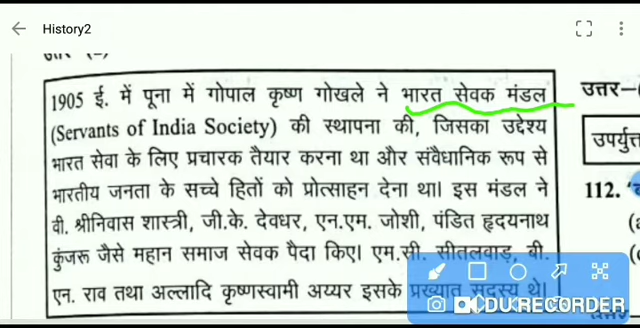 History2
1905 ई. में पूना में गोपाल कृष्ण गोखले ने भारत सेवक मंडल
(Servants of India Society) की स्थापना की, जिसका उद्देश्य
भारत सेवा के लिए प्रचारक तैयार करना था और संवैधानिक रूप से
भारतीय जनता के सच्चे हितों को प्रोत्साहन देना था। इस मंडल ने
वी. श्रीनिवास शास्त्री, जी.के. देवधर, एन.एम. जोशी, पंडित हृदयनाथ
कुंजरू जैसे महान समाज सेवक पैदा किए। एम.सी. सीतलवाड़, बी.
एन. राव तथा अल्लादि कृष्णस्वामी अय्यर इसके प्रख्यात सदस्य थे।
उत्तर–
112.
DU RECORDER